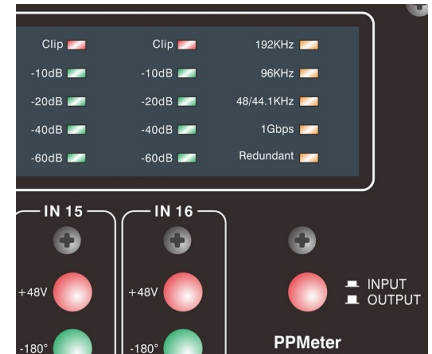 Clip Clip 192KHz
-10dB -10dB 96KHz
-20dB -20dB 48/44.1KHz
-40dB -40dB 1Gbps
-60dB -60dB Redundant
IN 15 IN 16
+48V +48V INPUT
OUTPUT
-180° -180° PPMeter